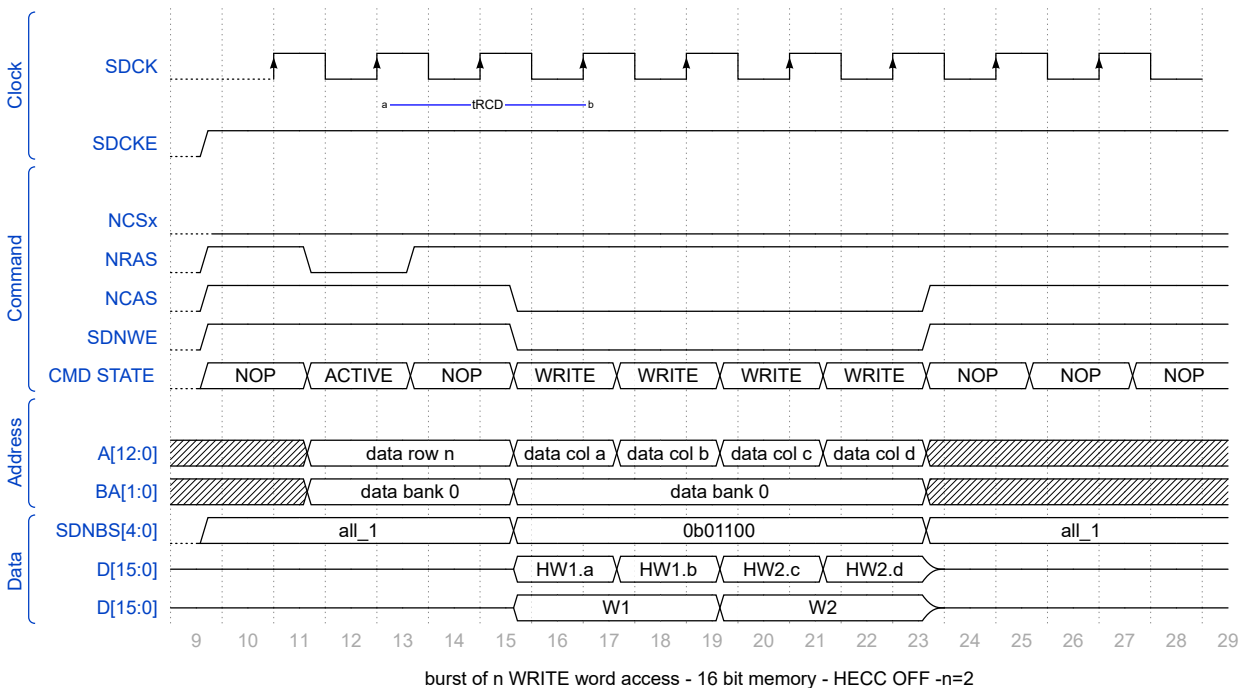 Clock
SDCK
a tRCD b
SDCKE
Command
NCSx
NRAS
NCAS
SDNWE
CMD STATE NOP ACTIVE NOP WRITE WRITE WRITE WRITE NOP NOP NOP
Address
A[12:0] data row n data col a data col b data col c data col d
BA[1:0] data bank 0 data bank 0
Data
SDNBS[4:0] all_1 0b01100 all_1
D[15:0] HW1.a HW1.b HW2.c HW2.d
D[15:0] W1 W2
9 10 11 12 13 14 15 16 17 18 19 20 21 22 23 24 25 26 27 28 29
burst of n WRITE word access - 16 bit memory - HECC OFF -n=2